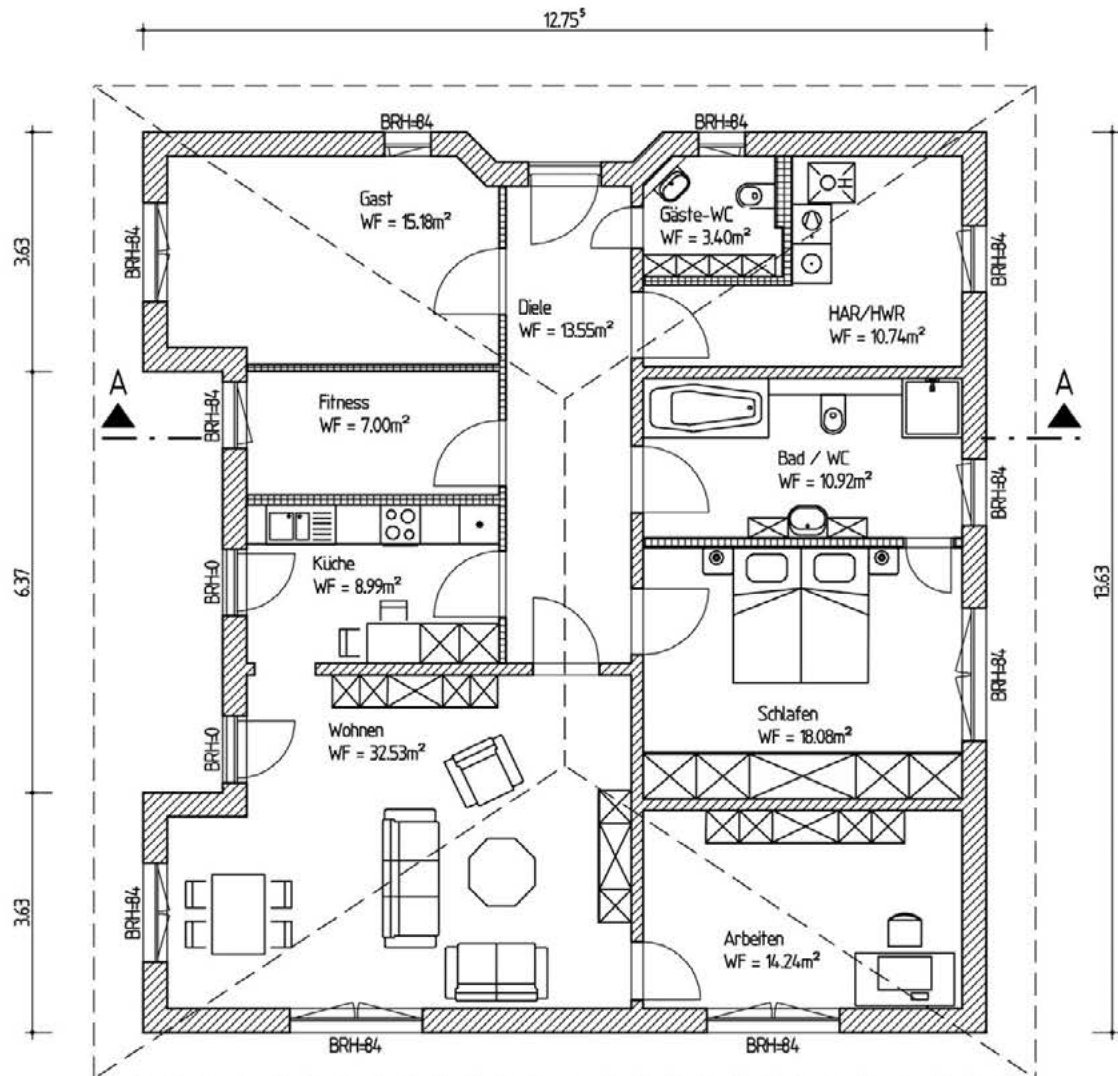 12.75⁵
BRH=84
BRH=84
Gast
WF = 15.18m²
Gäste-WC
WF = 3.40m²
H
3.63
BRH=84
BRH=84
Diele
WF = 13.55m²
HAR/HWR
WF = 10.74m²
A
A
Fitness
WF = 7.00m²
BRH=84
Bad / WC
WF = 10.92m²
BRH=84
6.37
13.63
Küche
WF = 8.99m²
BRH=0
BRH=84
Schlafen
WF = 18.08m²
Wohnen
WF = 32.53m²
BRH=0
3.63
BRH=84
Arbeiten
WF = 14.24m²
BRH=84
BRH=84